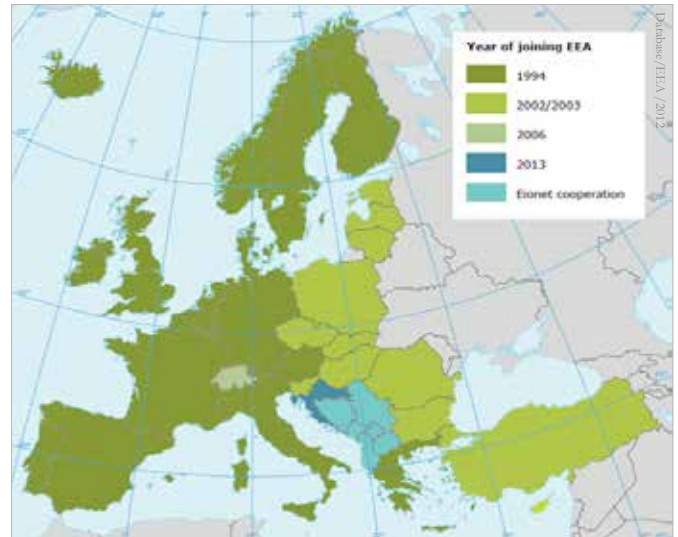 Year of joining EEA
1994
2002/2003
2006
2013
Eionet cooperation
Database/EEA /2012